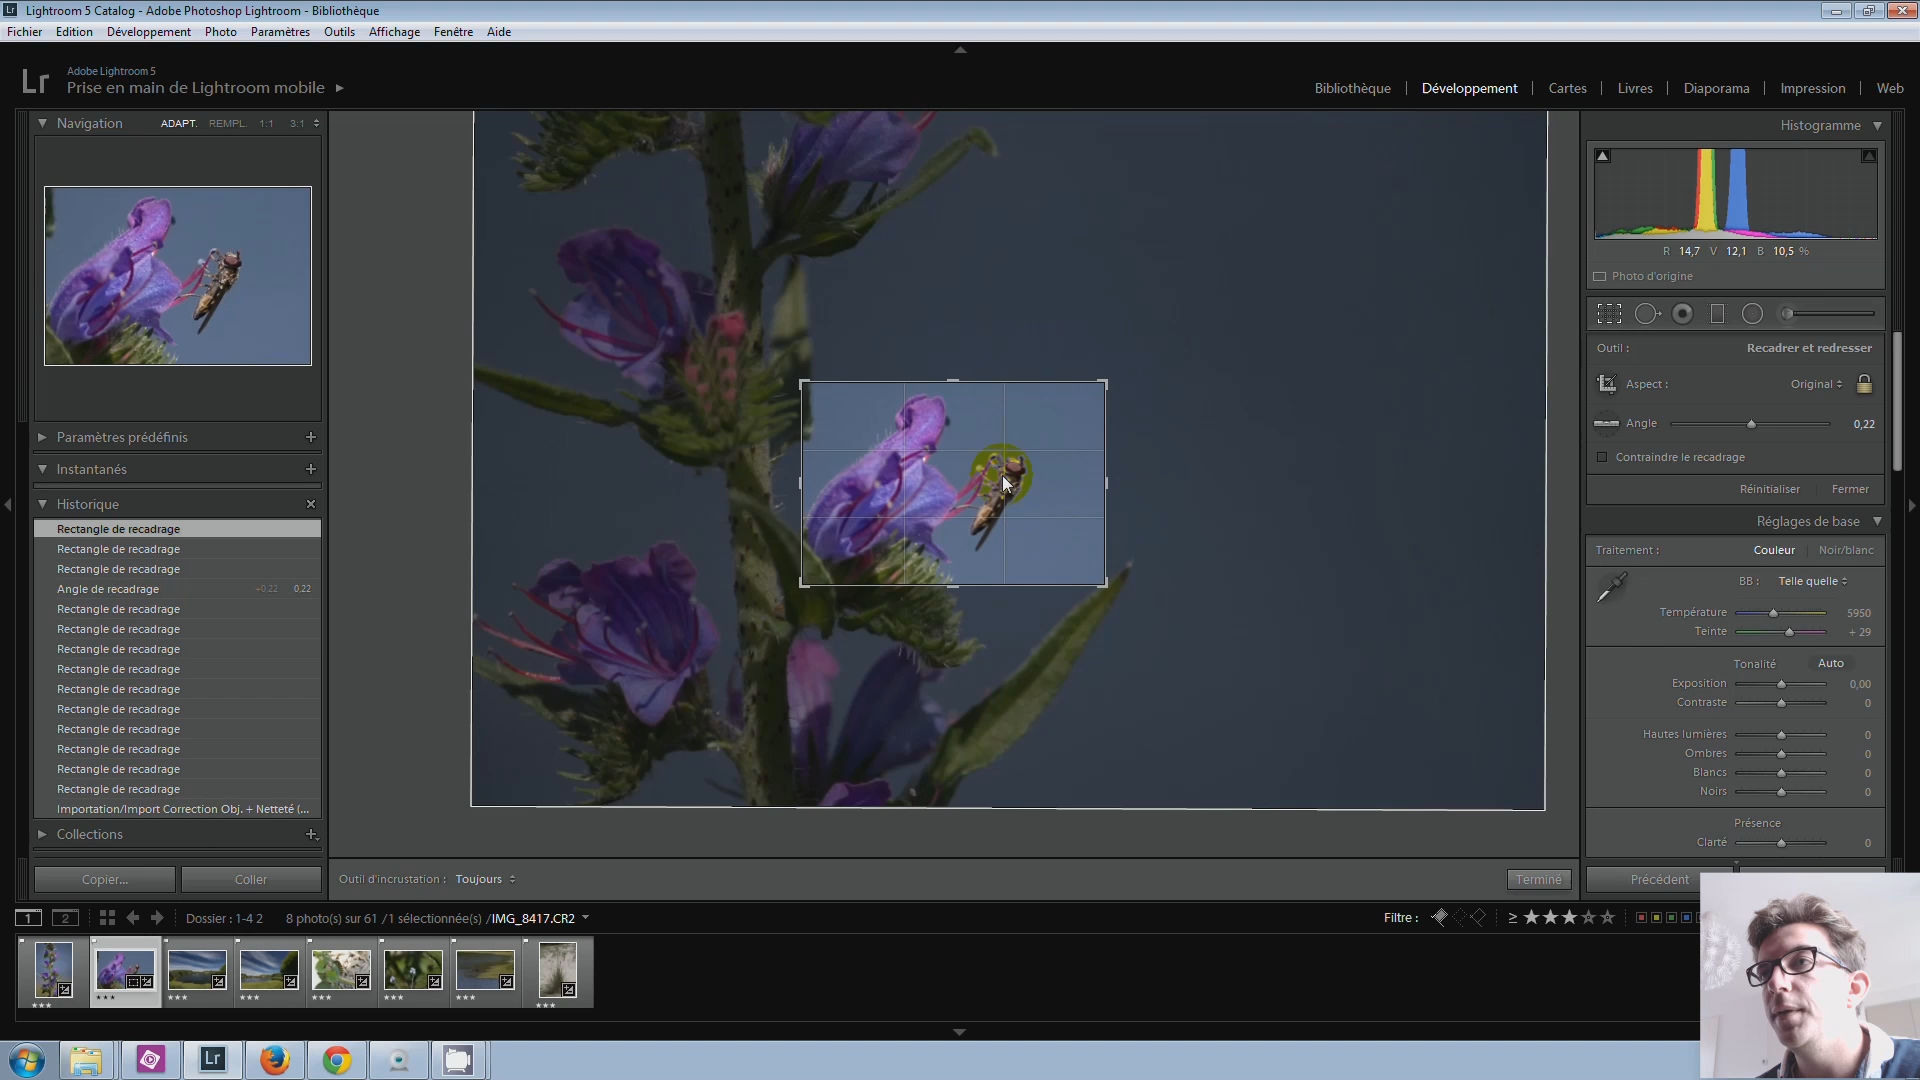 Lightroom 5 Catalog - Adobe Photoshop Lightroom - Bibliothèque
Fichier Edition Développement Photo Paramètres Outils Affichage Fenêtre Aide
Lr
Adobe Lightroom 5
Prise en main de Lightroom mobile
Bibliothèque | Développement | Cartes | Livres | Diaporama | Impression | Web
Navigation ADAPT. REMPL. 1:1 3:1
Paramètres prédéfinis
Instantanés
Historique
Rectangle de recadrage
Rectangle de recadrage
Rectangle de recadrage
Angle de recadrage +0.22 0,22
Rectangle de recadrage
Rectangle de recadrage
Rectangle de recadrage
Rectangle de recadrage
Rectangle de recadrage
Rectangle de recadrage
Rectangle de recadrage
Rectangle de recadrage
Rectangle de recadrage
Rectangle de recadrage
Importation/Import Correction Obj. + Netteté (...
Collections
Copier... Coller
Outil d'incrustation : Toujours
Terminé
Histogramme
R 14,7 V 12,1 B 10,5 %
Photo d'origine
Outil : Recadrer et redresser
Aspect : Original
Angle 0,22
Contraindre le recadrage
Réinitialiser Fermer
Réglages de base
Traitement : Couleur | Noir/blanc
BB : Telle quelle
Température 5950
Teinte + 29
Tonalité Auto
Exposition 0,00
Contraste 0
Hautes lumières 0
Ombres 0
Blancs 0
Noirs 0
Présence
Clarté 0
Précédent
1 2 Dossier : 1-4 2 8 photo(s) sur 61 /1 sélectionnée(s) /IMG_8417.CR2
Filtre : ≥ ★★★☆☆
★★★ ★★★ ★★★ ★★★ ★★★ ★★★ ★★★ ★★★
Lr